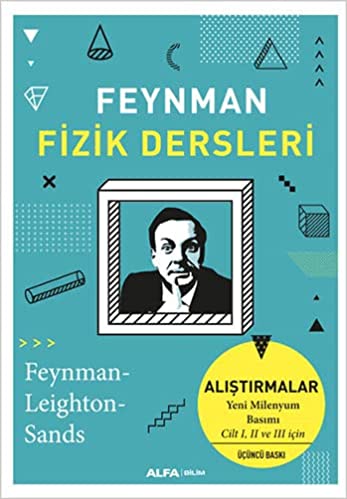 FEYNMAN
FİZİK DERSLERİ
Feynman-
Leighton-
Sands
ALIŞTIRMALAR
Yeni Milenyum
Basımı
Cilt I, II ve III için
ÜÇÜNCÜ BASKI
ALFA | BİLİM